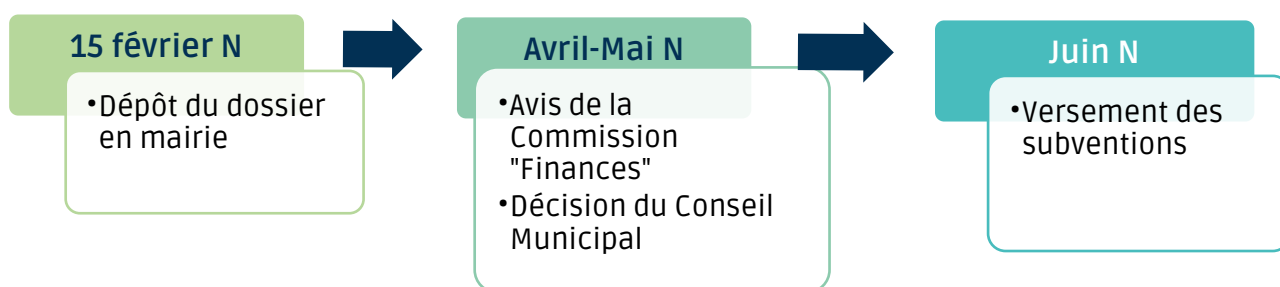 15 février N
•Dépôt du dossier
en mairie
Avril-Mai N
•Avis de la
Commission
"Finances"
•Décision du Conseil
Municipal
Juin N
•Versement des
subventions